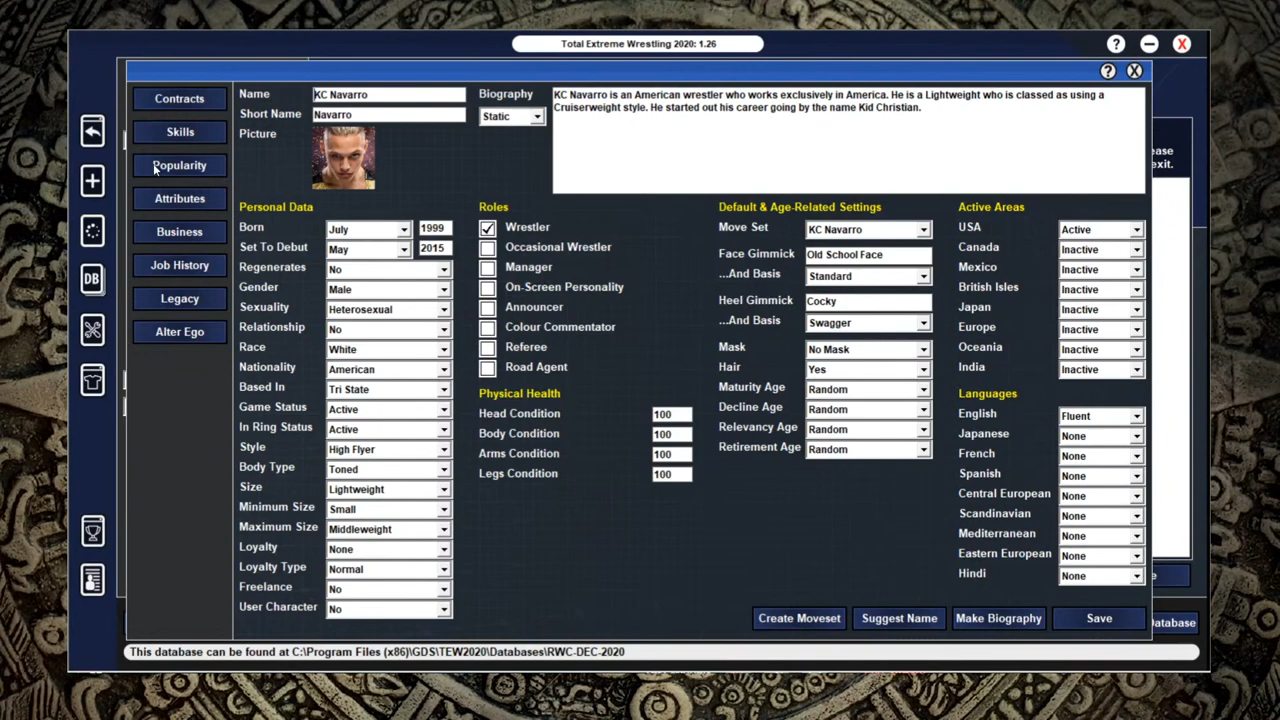 Total Extreme Wrestling 2020: 1.26
?
X
?
X
Contracts
Skills
Popularity
Attributes
Business
Job History
Legacy
Alter Ego
DB
Name
KC Navarro
Short Name
Navarro
Picture
Biography
Static
KC Navarro is an American wrestler who works exclusively in America. He is a Lightweight who is classed as using a
Cruiserweight style. He started out his career going by the name Kid Christian.
Personal Data
Born July 1999
Set To Debut May 2015
Regenerates No
Gender Male
Sexuality Heterosexual
Relationship No
Race White
Nationality American
Based In Tri State
Game Status Active
In Ring Status Active
Style High Flyer
Body Type Toned
Size Lightweight
Minimum Size Small
Maximum Size Middleweight
Loyalty None
Loyalty Type Normal
Freelance No
User Character No
Roles
Wrestler
Occasional Wrestler
Manager
On-Screen Personality
Announcer
Colour Commentator
Referee
Road Agent
Physical Health
Head Condition 100
Body Condition 100
Arms Condition 100
Legs Condition 100
Default & Age-Related Settings
Move Set KC Navarro
Face Gimmick Old School Face
...And Basis Standard
Heel Gimmick Cocky
...And Basis Swagger
Mask No Mask
Hair Yes
Maturity Age Random
Decline Age Random
Relevancy Age Random
Retirement Age Random
Active Areas
USA Active
Canada Inactive
Mexico Inactive
British Isles Inactive
Japan Inactive
Europe Inactive
Oceania Inactive
India Inactive
Languages
English Fluent
Japanese None
French None
Spanish None
Central European None
Scandinavian None
Mediterranean None
Eastern European None
Hindi None
Create Moveset
Suggest Name
Make Biography
Save
ease
exit.
e
atabase
This database can be found at C:\Program Files (x86)\GDS\TEW2020\Databases\RWC-DEC-2020